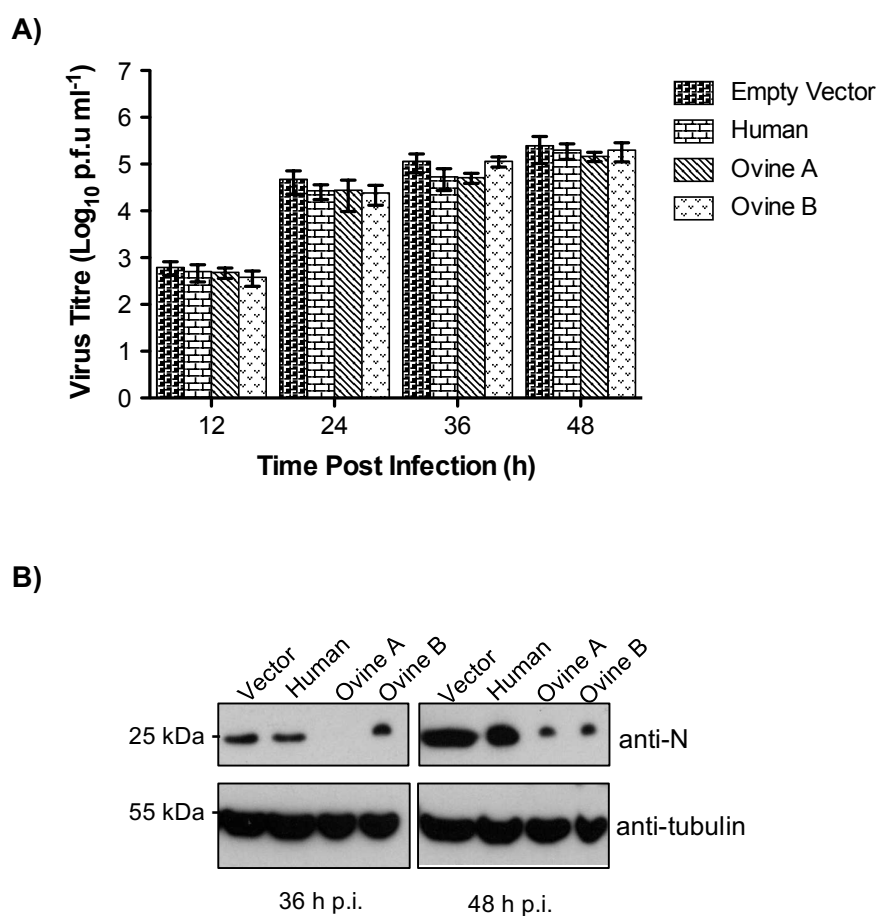 A)
Virus Titre (Log10 p.f.u ml-1)
7
6
5
4
3
2
1
0
12 24 36 48
Time Post Infection (h)
Empty Vector
Human
Ovine A
Ovine B
B)
Vector Human Ovine A Ovine B Vector Human Ovine A Ovine B
25 kDa anti-N
55 kDa anti-tubulin
36 h p.i. 48 h p.i.